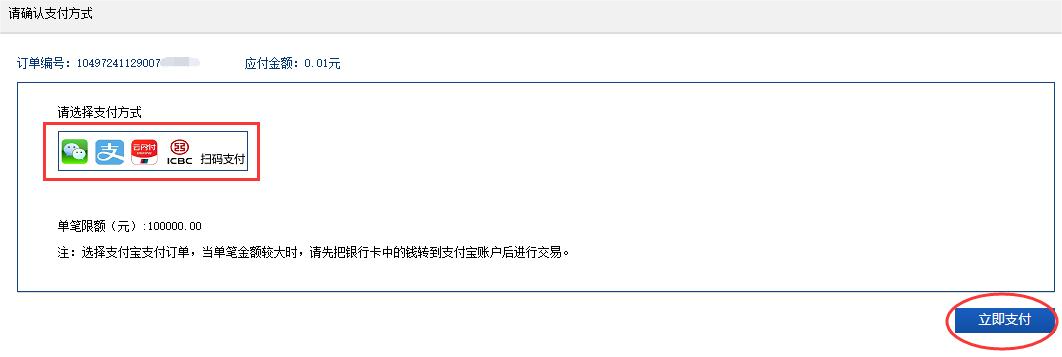 请确认支付方式
订单编号：10497241129007 应付金额：0.01元
请选择支付方式
支 云闪付 ICBC 扫码支付
单笔限额（元）:100000.00
注：选择支付宝支付订单，当单笔金额较大时，请先把银行卡中的钱转到支付宝账户后进行交易。
立即支付